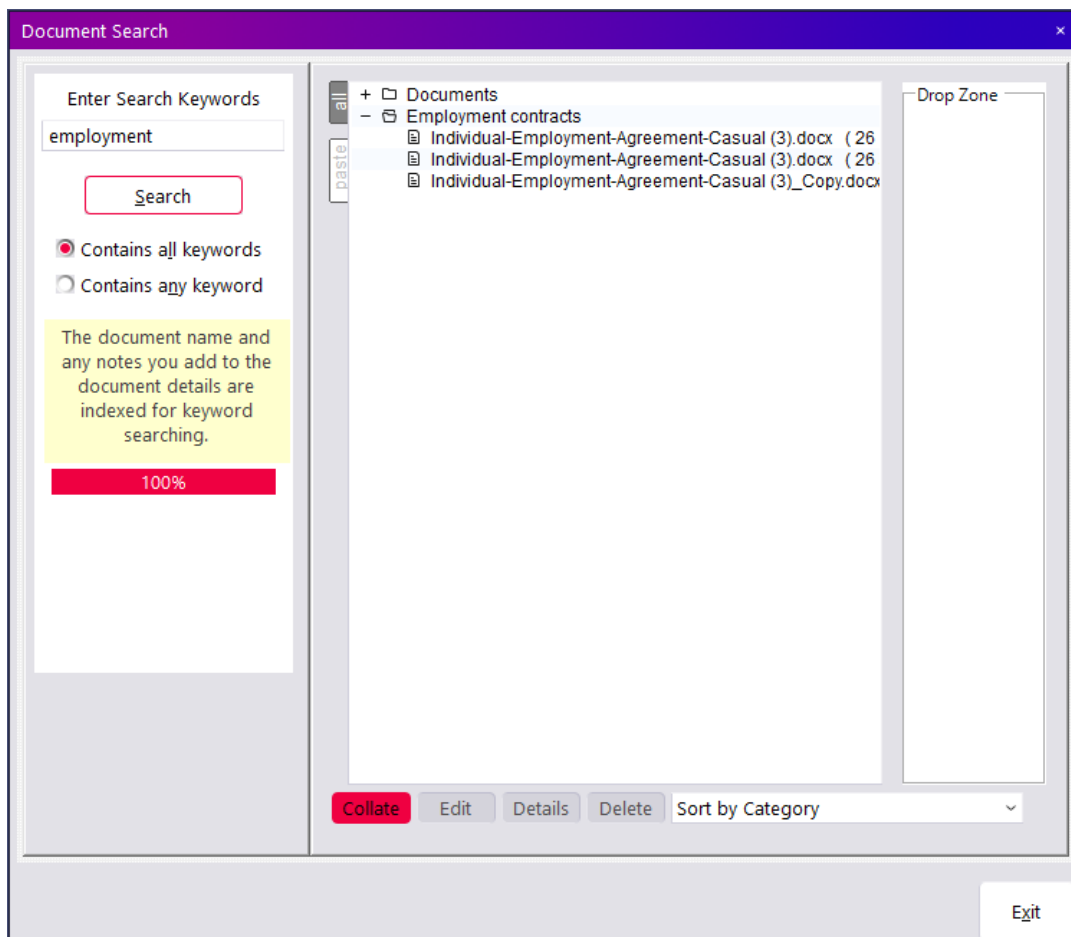 Document Search
×
Enter Search Keywords
employment
Search
Contains all keywords
Contains any keyword
The document name and
any notes you add to the
document details are
indexed for keyword
searching.
100%
all
paste
+ Documents
− Employment contracts
Individual-Employment-Agreement-Casual (3).docx ( 26
Individual-Employment-Agreement-Casual (3).docx ( 26
Individual-Employment-Agreement-Casual (3)_Copy.docx
Drop Zone
Collate Edit Details Delete Sort by Category
Exit